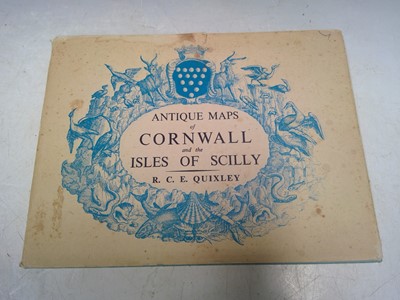 ANTIQUE MAPS
of
CORNWALL
and the
ISLES OF SCILLY
R. C. E. QUIXLEY